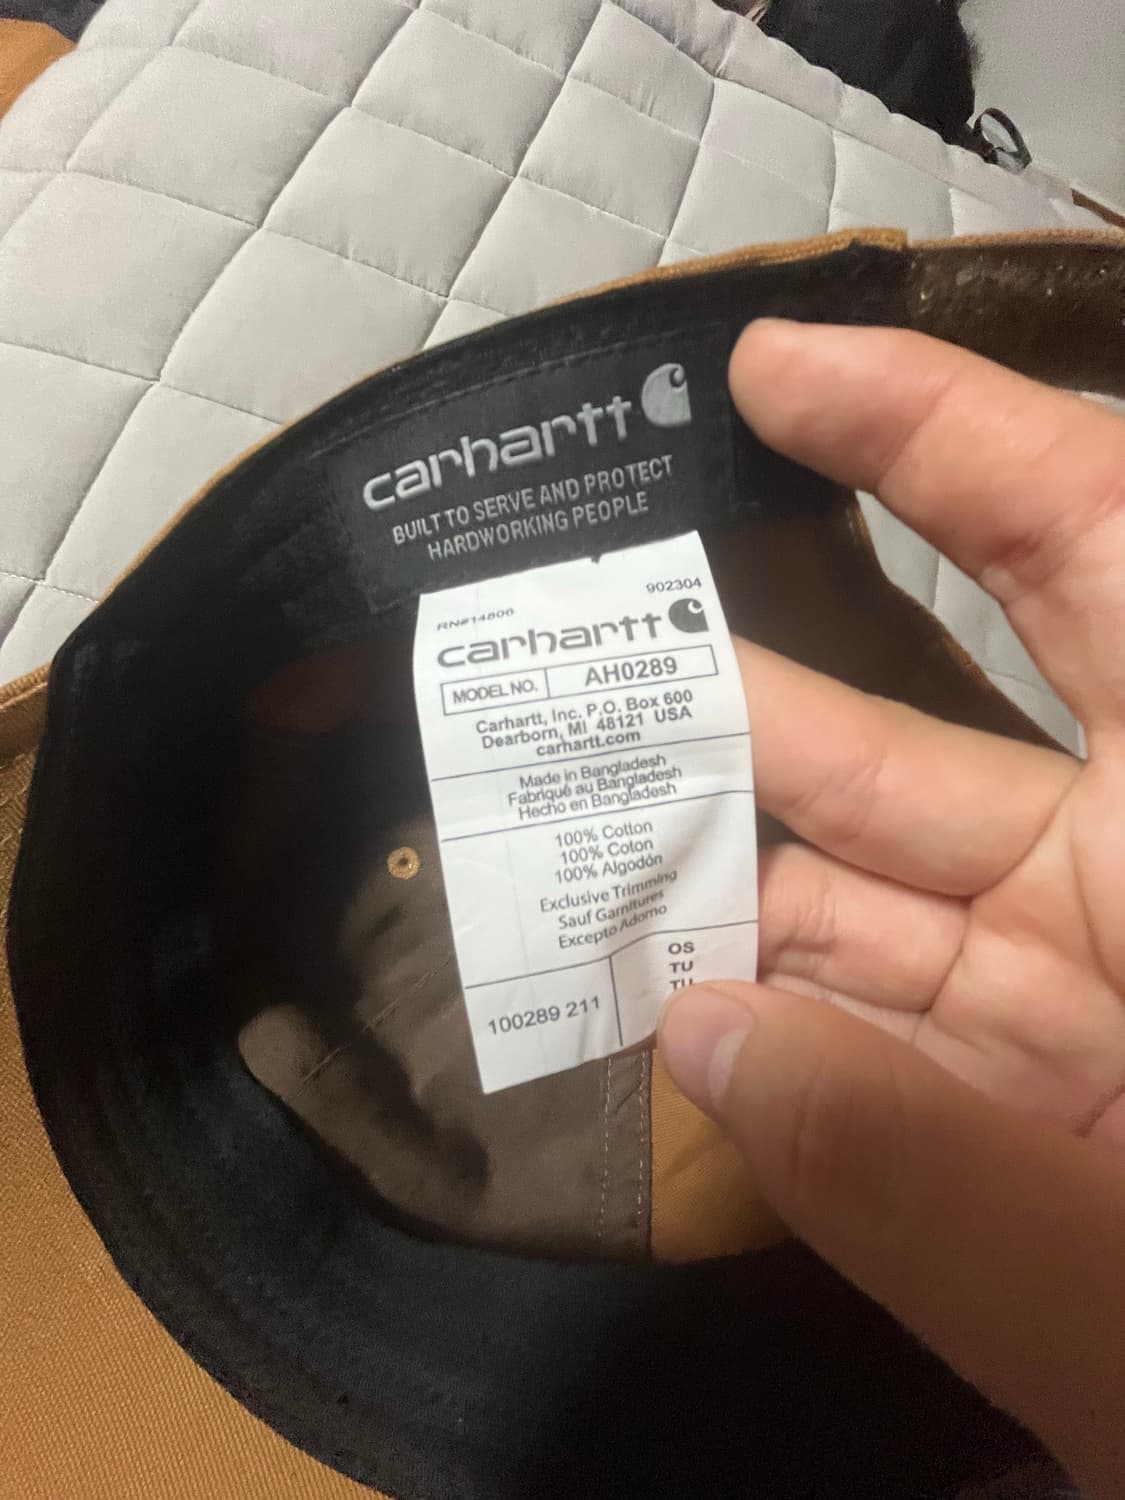 carhartt
BUILT TO SERVE AND PROTECT
HARDWORKING PEOPLE
RN#14806
902304
carhartt
MODEL NO.
AH0289
Carhartt, Inc. P.O. Box 600
Dearborn, MI 48121 USA
carhartt.com
Made in Bangladesh
Fabriqué au Bangladesh
Hecho en Bangladesh
100% Cotton
100% Coton
100% Algodón
Exclusive Trimming
Sauf Garnitures
Excepto Adorno
100289 211
OS
TU
TU